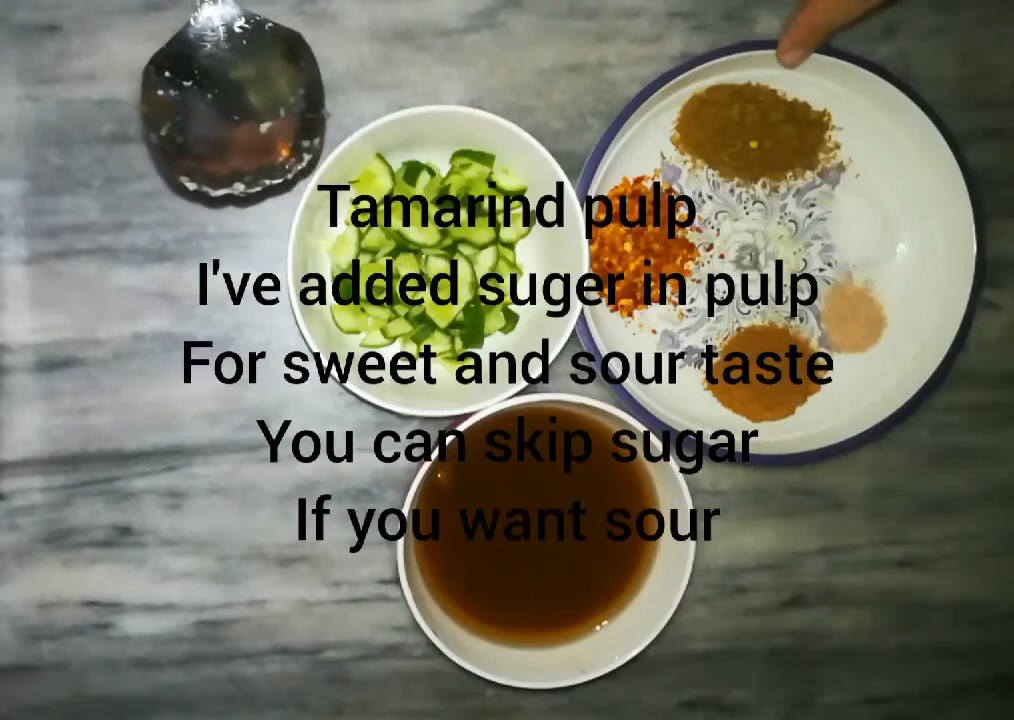 Tamarind pulp
I've added suger in pulp
For sweet and sour taste
You can skip sugar
If you want sour